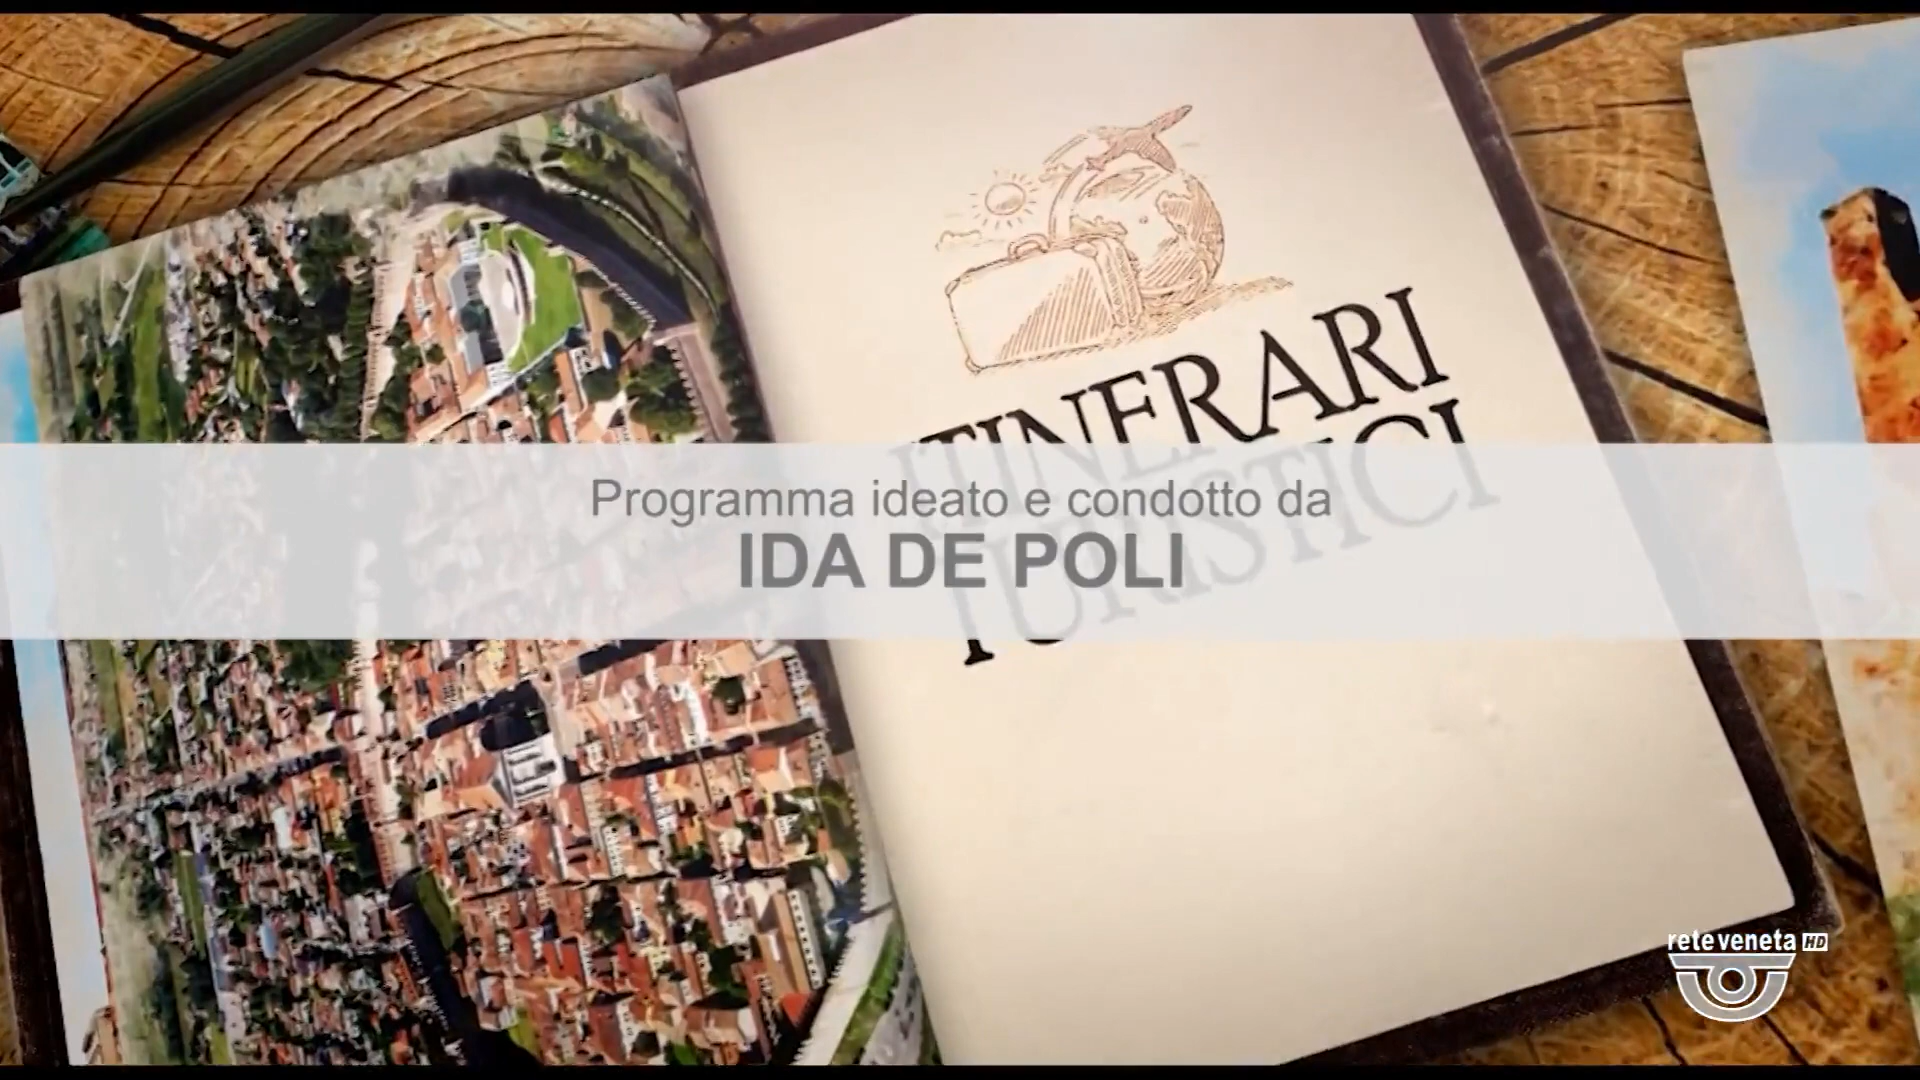 ITINERARI
TURISTICI
Programma ideato e condotto da
IDA DE POLI
reteveneta HD